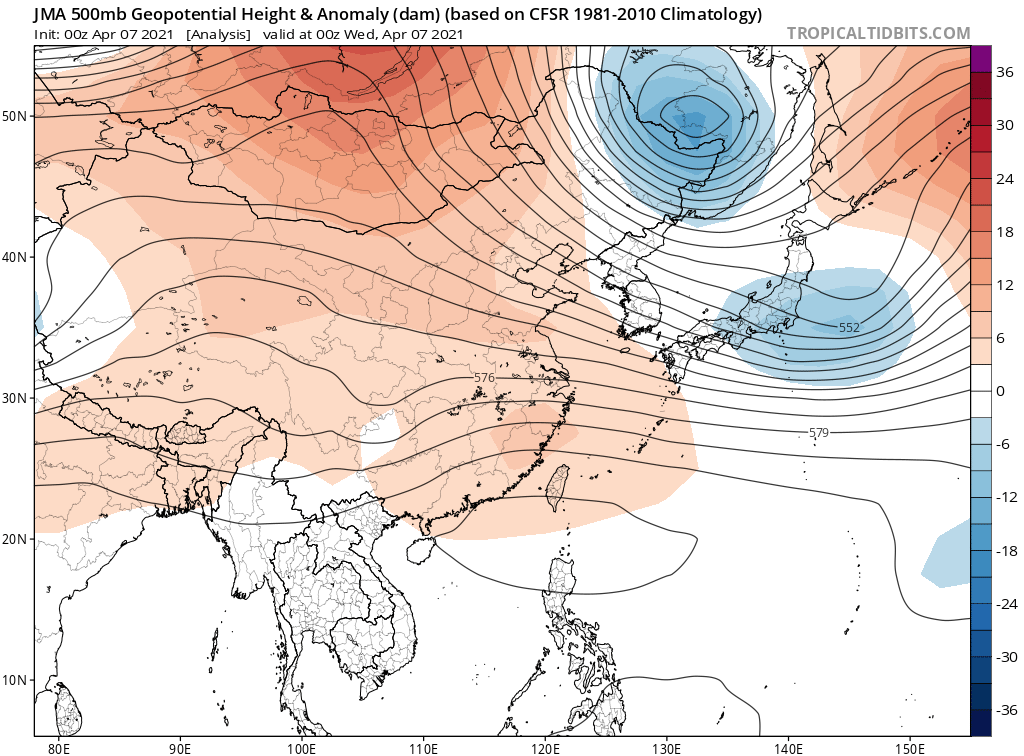 JMA 500mb Geopotential Height & Anomaly (dam) (based on CFSR 1981-2010 Climatology)
Init: 00z Apr 07 2021 [Analysis] valid at 00z Wed, Apr 07 2021
TROPICALTIDBITS.COM
36
30
24
18
12
6
0
-6
-12
-18
-24
-30
-36
50N
40N
30N
20N
10N
552
576
579
80E
90E
100E
110E
120E
130E
140E
150E